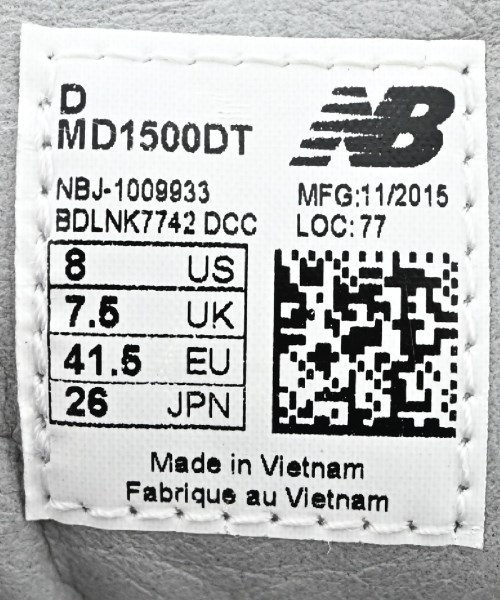 D
MD1500DT
NB
NBJ-1009933
BDLNK7742 DCC
MFG:11/2015
LOC: 77
8 US
7.5 UK
41.5 EU
26 JPN
Made in Vietnam
Fabrique au Vietnam